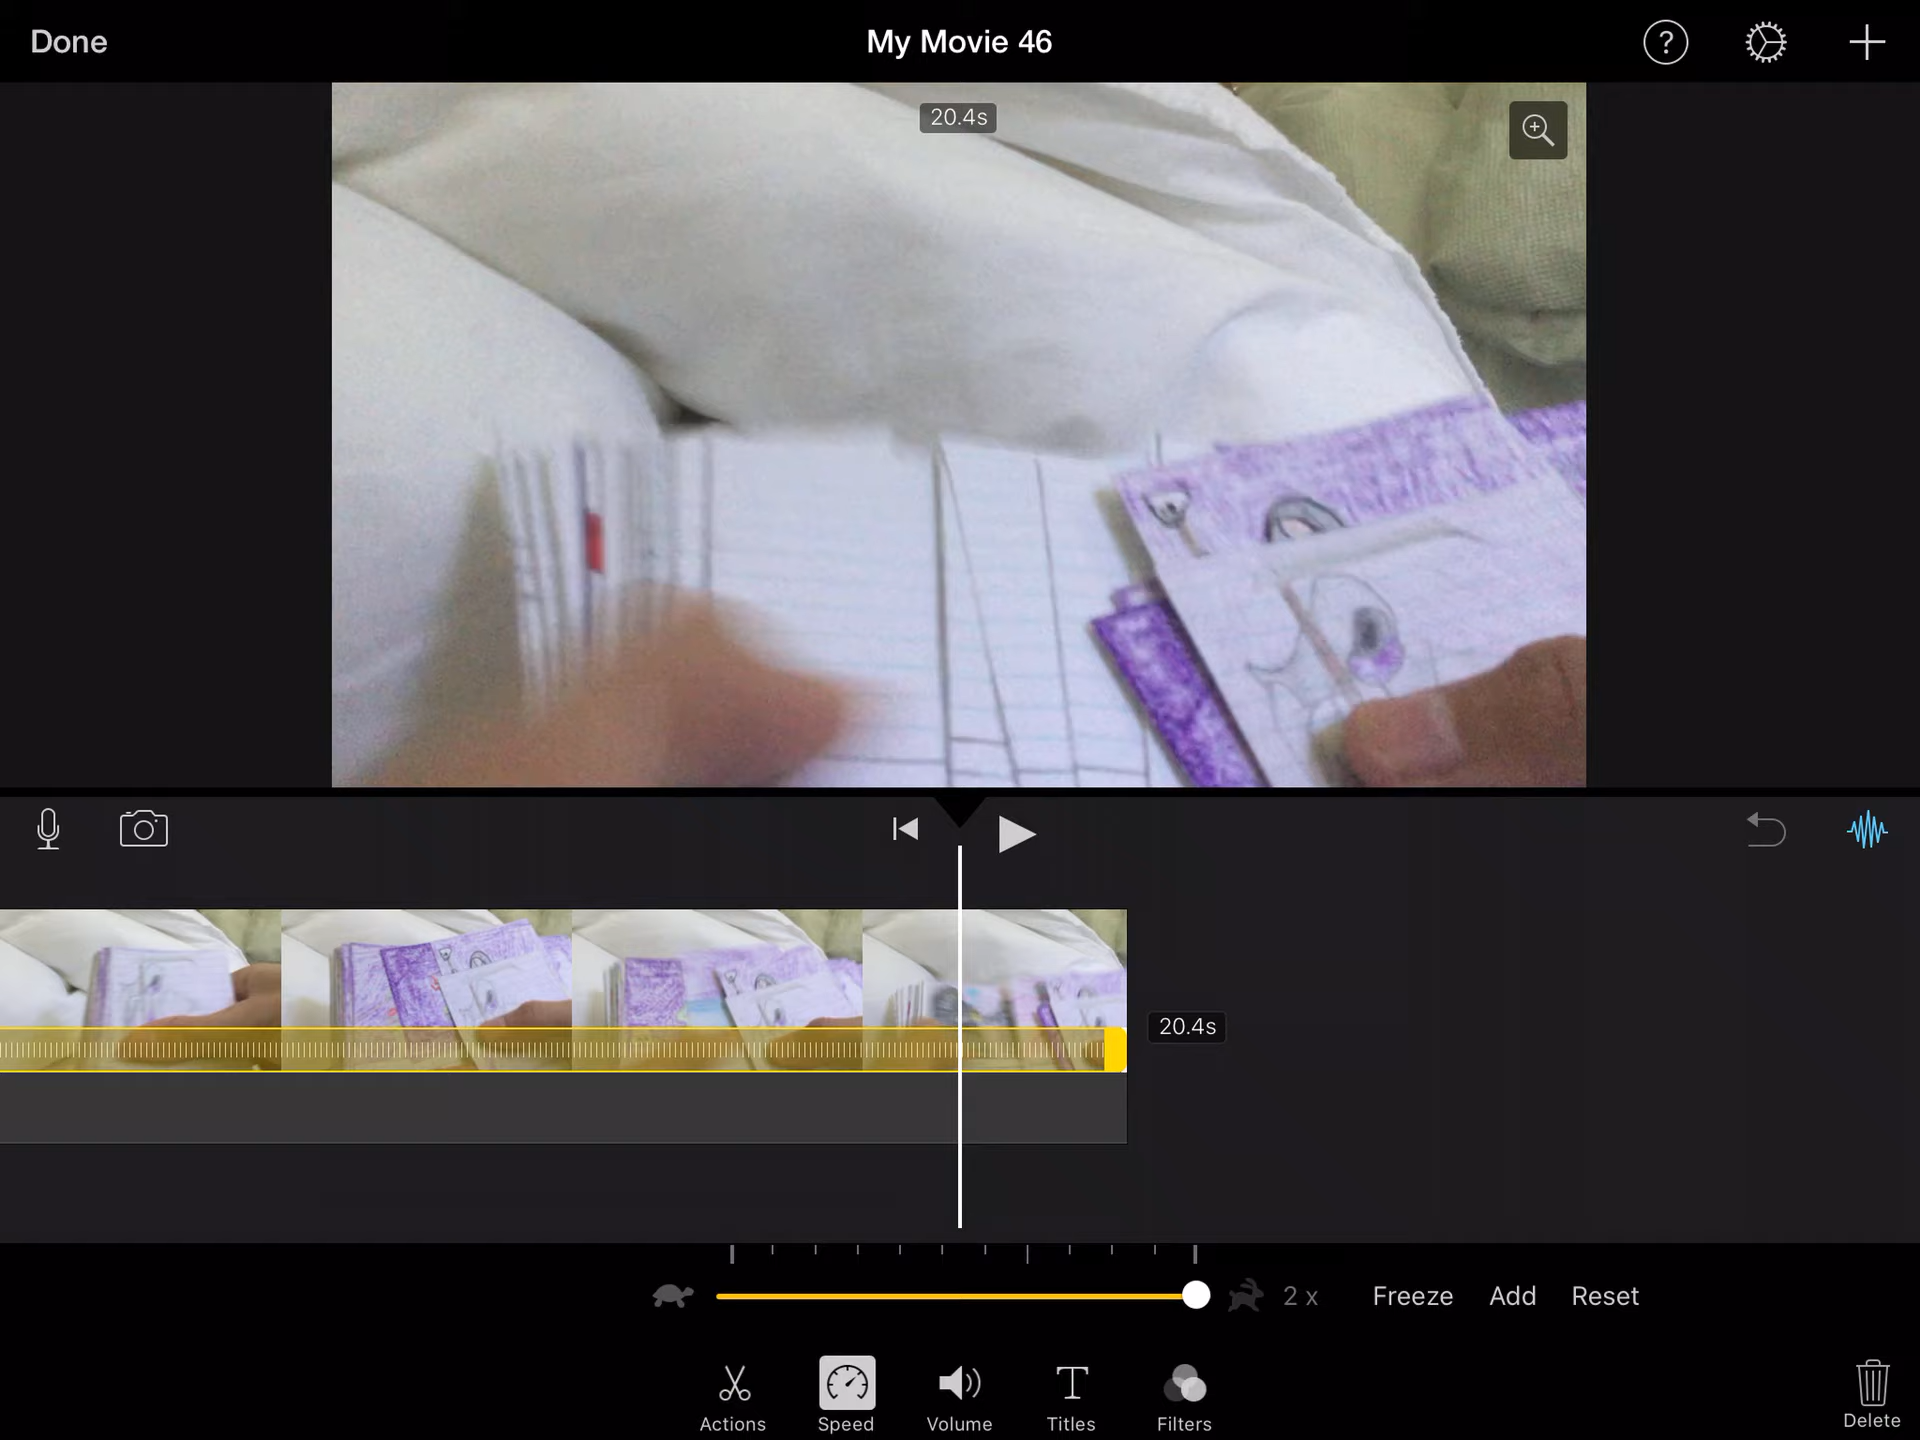 Done
My Movie 46
?
20.4s
20.4s
2 x
Freeze
Add
Reset
Actions
Speed
Volume
T
Titles
Filters
Delete